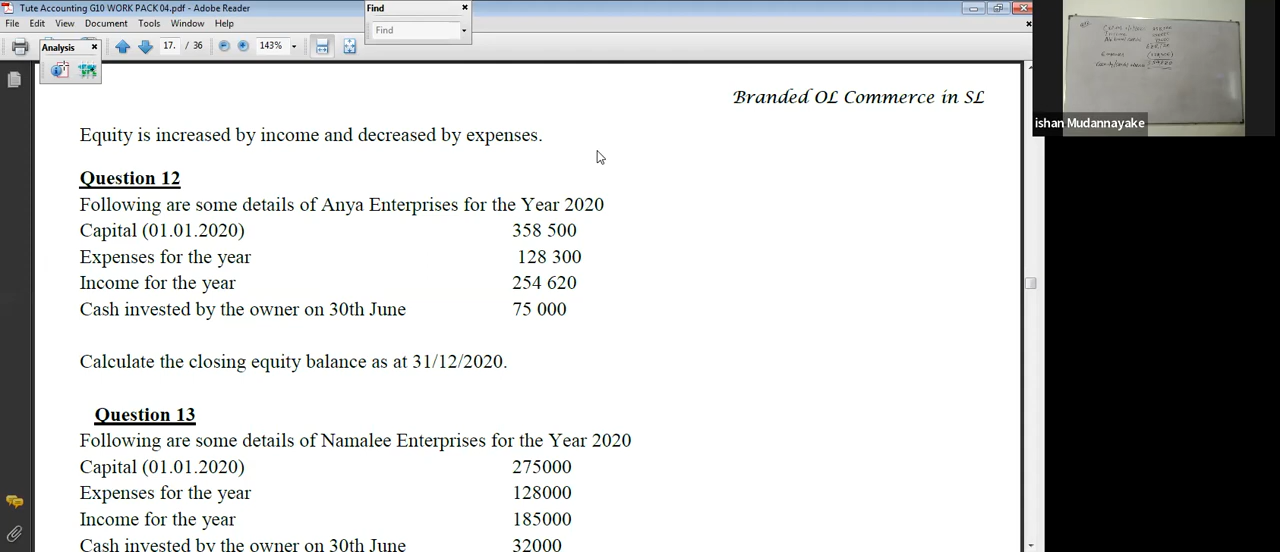 Tute Accounting G10 WORK PACK 04.pdf - Adobe Reader
File Edit View Document Tools Window Help
Find
Find
17. / 36
143%
Analysis
ishan Mudannayake
Branded OL Commerce in SL
Equity is increased by income and decreased by expenses.
Question 12
Following are some details of Anya Enterprises for the Year 2020
Capital (01.01.2020) 358 500
Expenses for the year 128 300
Income for the year 254 620
Cash invested by the owner on 30th June 75 000
Calculate the closing equity balance as at 31/12/2020.
Question 13
Following are some details of Namalee Enterprises for the Year 2020
Capital (01.01.2020) 275000
Expenses for the year 128000
Income for the year 185000
Cash invested by the owner on 30th June 32000